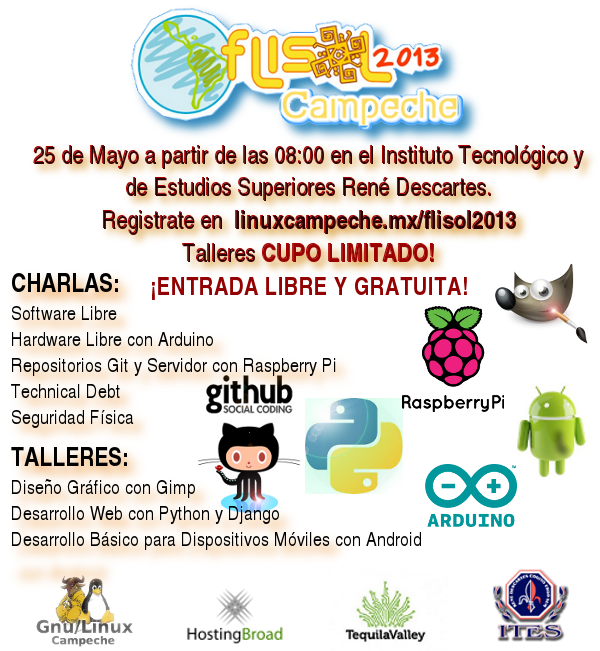 flisol 2013
Campeche
25 de Mayo a partir de las 08:00 en el Instituto Tecnológico y
de Estudios Superiores René Descartes.
Registrate en linuxcampeche.mx/flisol2013
Talleres CUPO LIMITADO!
¡ENTRADA LIBRE Y GRATUITA!
CHARLAS:
Software Libre
Hardware Libre con Arduino
Repositorios Git y Servidor con Raspberry Pi
Technical Debt
Seguridad Física
github
SOCIAL CODING
RaspberryPi
TALLERES:
Diseño Gráfico con Gimp
Desarrollo Web con Python y Django
Desarrollo Básico para Dispositivos Móviles con Android
ARDUINO
TM
Gnu/Linux
Campeche
HostingBroad
TequilaValley
ITES